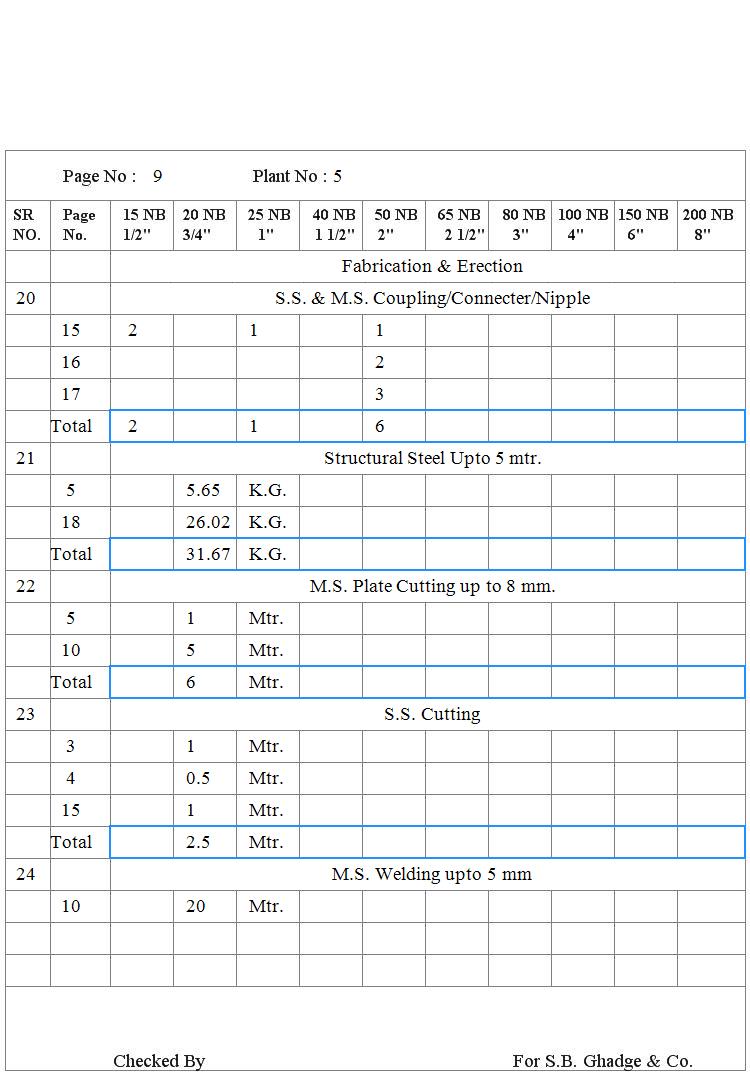 Page No : 9 Plant No : 5
SR Page 15 NB 20 NB 25 NB 40 NB 50 NB 65 NB 80 NB 100 NB 150 NB 200 NB
NO. No. 1/2" 3/4" 1" 1 1/2" 2" 2 1/2" 3" 4" 6" 8"
Fabrication & Erection
20 S.S. & M.S. Coupling/Connecter/Nipple
15 2 1 1
16 2
17 3
Total 2 1 6
21 Structural Steel Upto 5 mtr.
5 5.65 K.G.
18 26.02 K.G.
Total 31.67 K.G.
22 M.S. Plate Cutting up to 8 mm.
5 1 Mtr.
10 5 Mtr.
Total 6 Mtr.
23 S.S. Cutting
3 1 Mtr.
4 0.5 Mtr.
15 1 Mtr.
Total 2.5 Mtr.
24 M.S. Welding upto 5 mm
10 20 Mtr.
Checked By For S.B. Ghadge & Co.